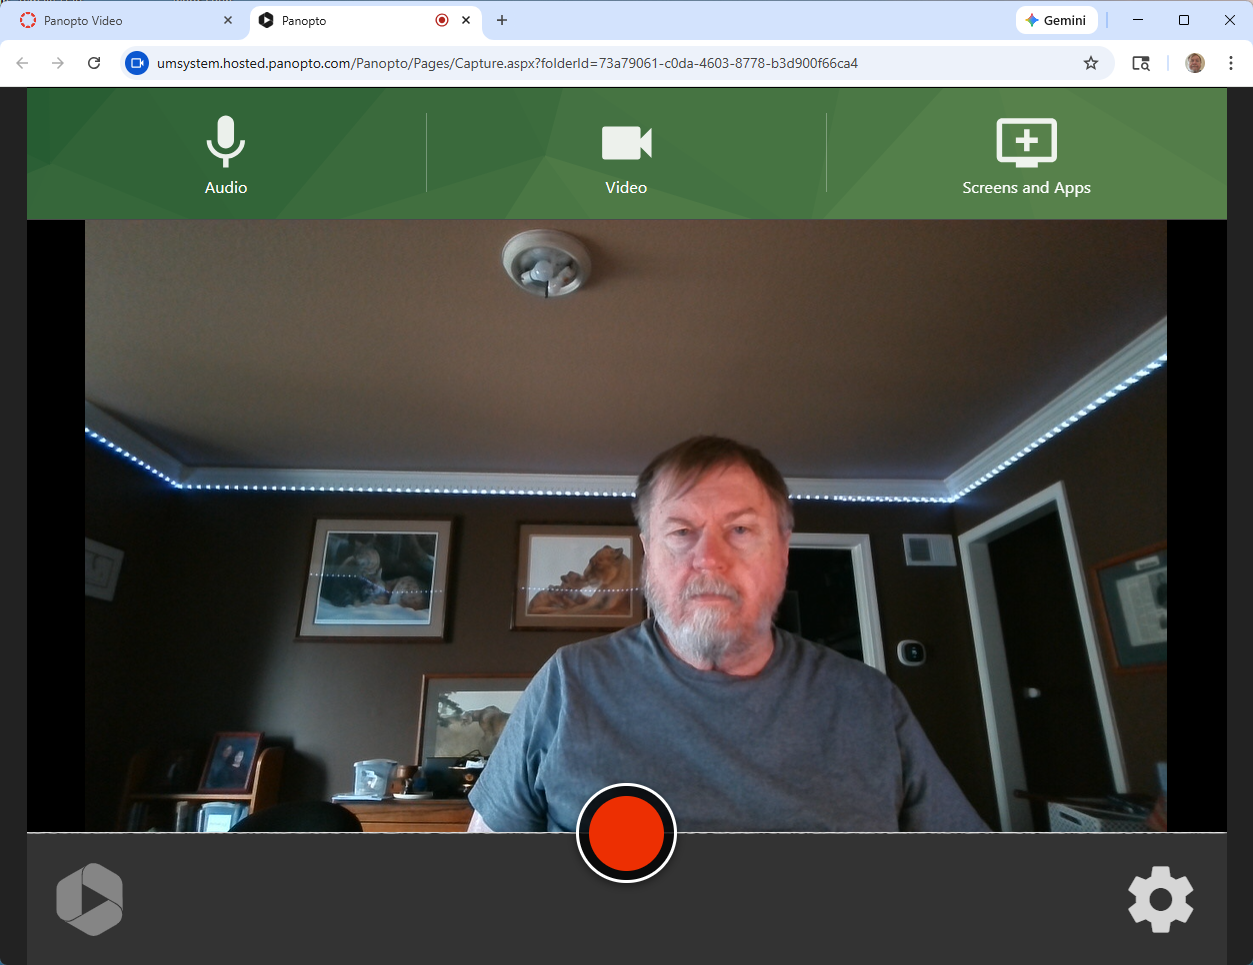 Panopto Video
Panopto
Gemini
umsystem.hosted.panopto.com/Panopto/Pages/Capture.aspx?folderId=73a79061-c0da-4603-8778-b3d900f66ca4
Audio
Video
Screens and Apps